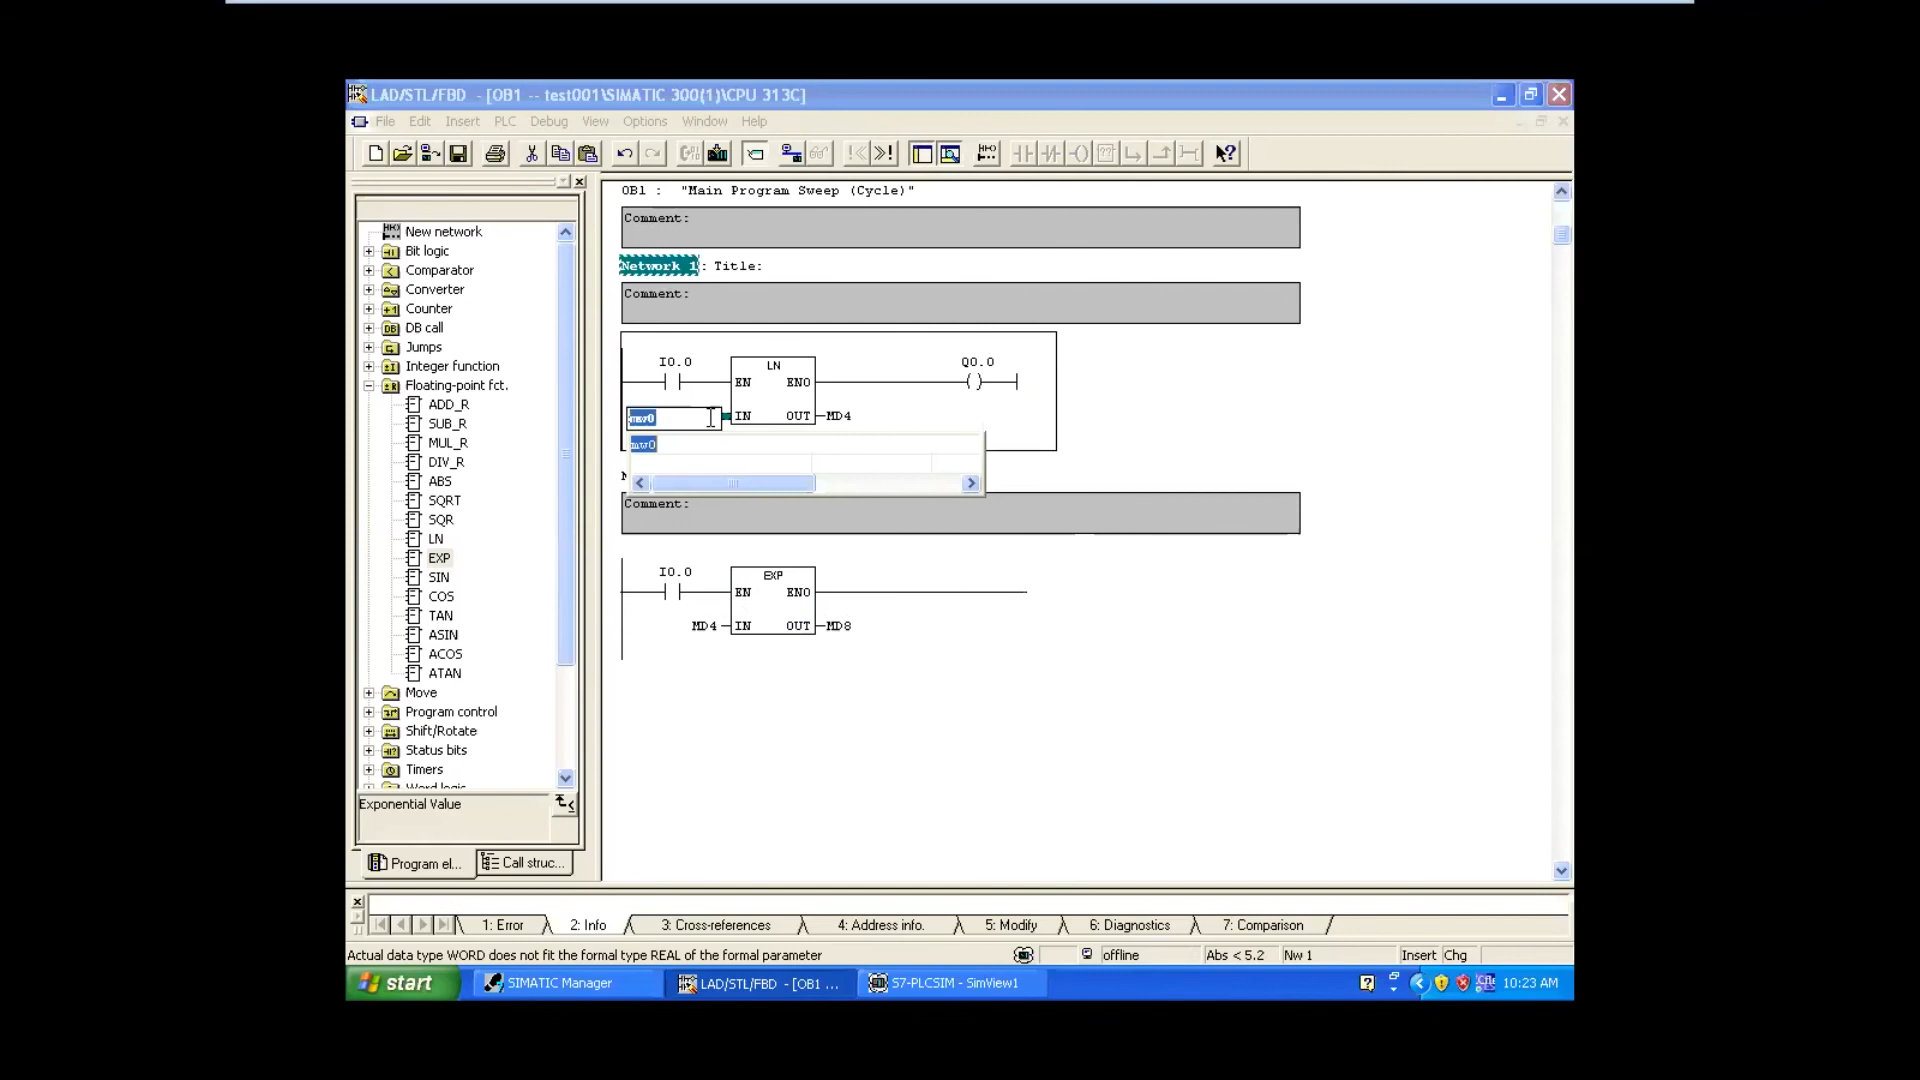 LAD/STL/FBD - [OB1 -- test001\SIMATIC 300(1)\CPU 313C]
File Edit Insert PLC Debug View Options Window Help
OB1 : "Main Program Sweep (Cycle)"
Comment:
Network 1: Title:
Comment:
I0.0
LN
Q0.0
EN ENO
mw0
IN OUT MD4
mw0
N
Comment:
I0.0
EXP
EN ENO
MD4 IN OUT MD8
New network
Bit logic
Comparator
Converter
Counter
DB call
Jumps
Integer function
Floating-point fct.
ADD_R
SUB_R
MUL_R
DIV_R
ABS
SQRT
SQR
LN
EXP
SIN
COS
TAN
ASIN
ACOS
ATAN
Move
Program control
Shift/Rotate
Status bits
Timers
Word logic
Exponential Value
Program el... Call struc...
1: Error 2: Info 3: Cross-references 4: Address info. 5: Modify 6: Diagnostics 7: Comparison
Actual data type WORD does not fit the formal type REAL of the formal parameter offline Abs < 5.2 Nw 1 Insert Chg
start SIMATIC Manager LAD/STL/FBD - [OB1 ... S7-PLCSIM - SimView1 10:23 AM